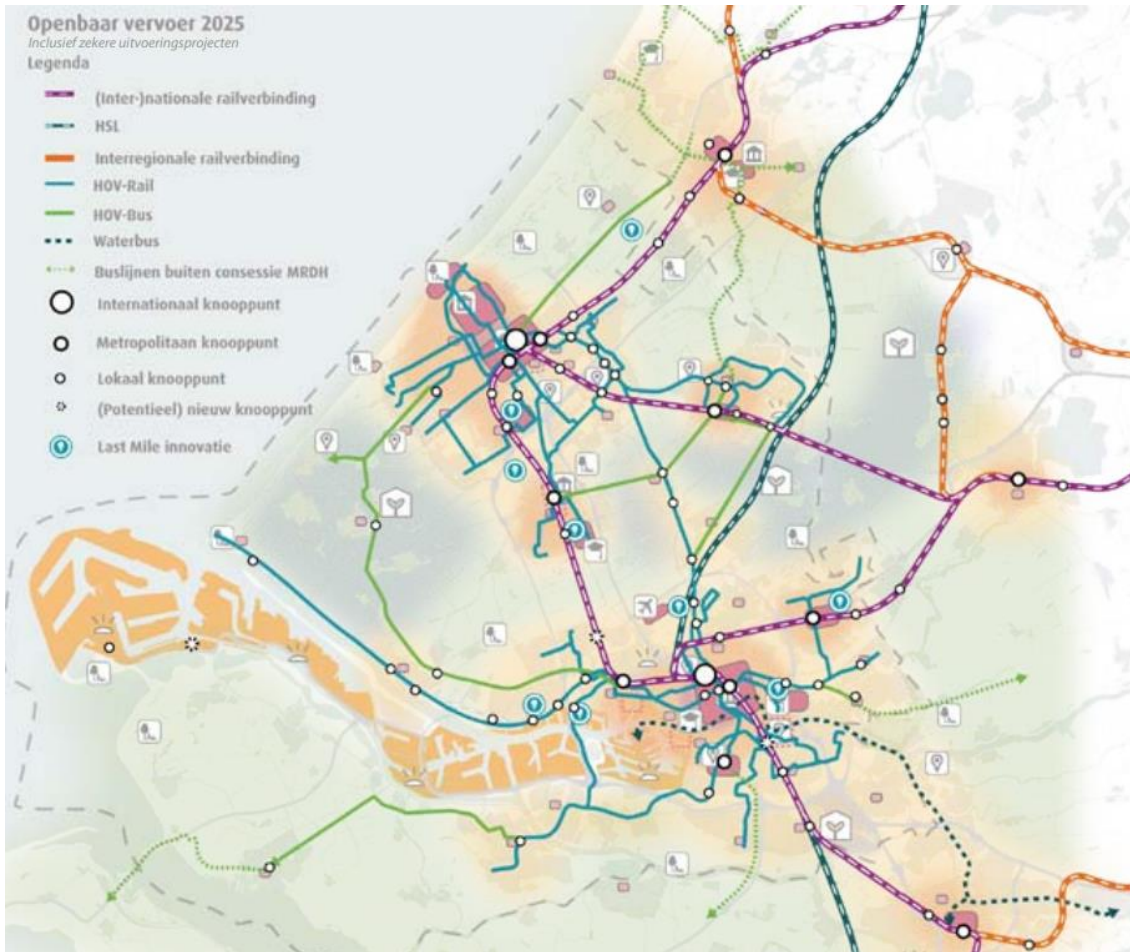 Openbaar vervoer 2025
Inclusief zekere uitvoeringsprojecten
Legenda
(Inter-)nationale railverbinding
HSL
Interregionale railverbinding
HOV-Rail
HOV-Bus
Waterbus
Buslijnen buiten consessie MRDH
Internationaal knooppunt
Metropolitaan knooppunt
Lokaal knooppunt
(Potentieel) nieuw knooppunt
Last Mile innovatie